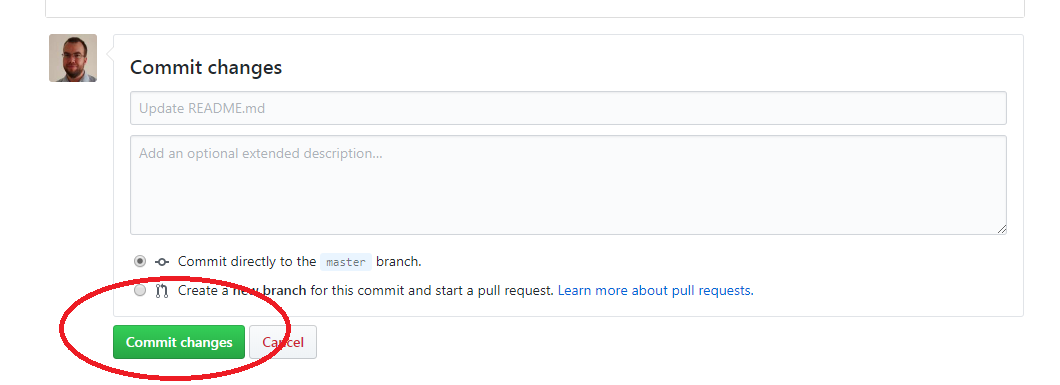 Commit changes
Update README.md
Add an optional extended description...
Commit directly to the master branch.
Create a new branch for this commit and start a pull request. Learn more about pull requests.
Commit changes Cancel